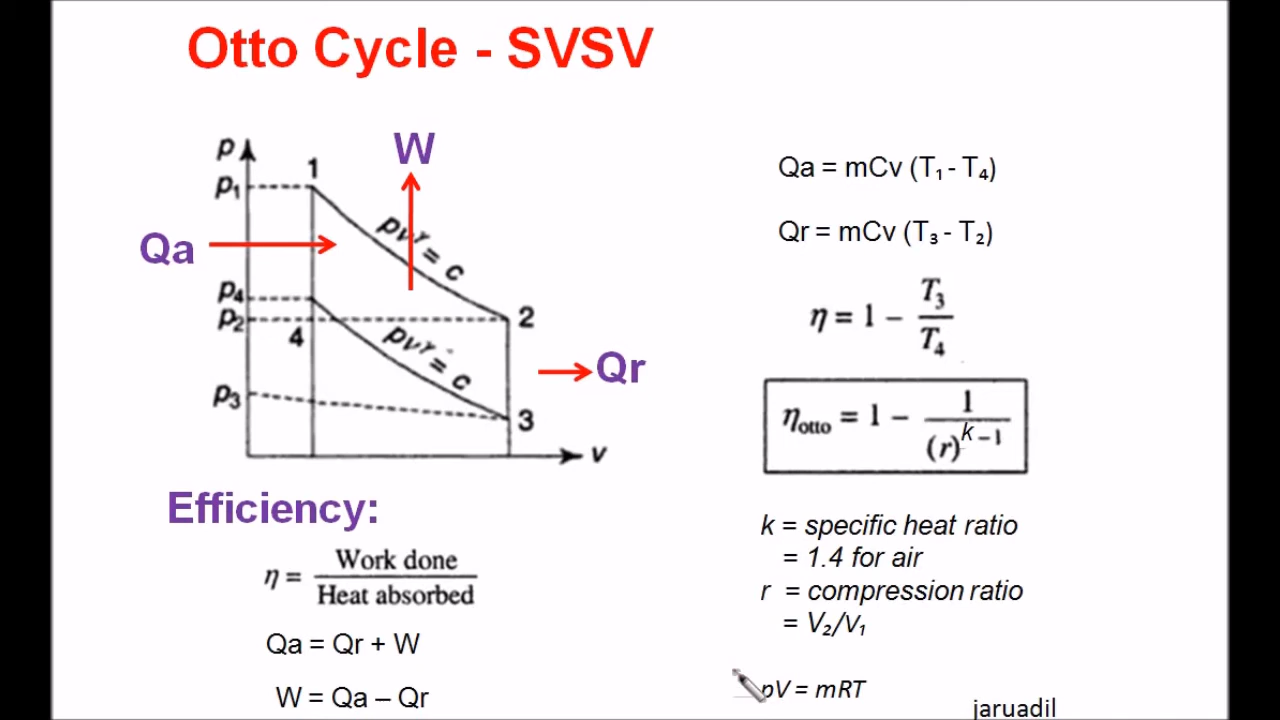 Otto Cycle - SVSV
p
1
W
p₁
pvʳ = c
Qa
p₄
p₂
2
4
pvʳ = c
Qr
p₃
3
v
Efficiency:
η = Work done / Heat absorbed
Qa = Qr + W
W = Qa – Qr
Qa = mCv (T₁ - T₄)
Qr = mCv (T₃ - T₂)
η = 1 - T₃ / T₄
ηotto = 1 - 1 / (r)ᵏ⁻¹
k = specific heat ratio
= 1.4 for air
r = compression ratio
= V₂/V₁
pV = mRT
jaruadil